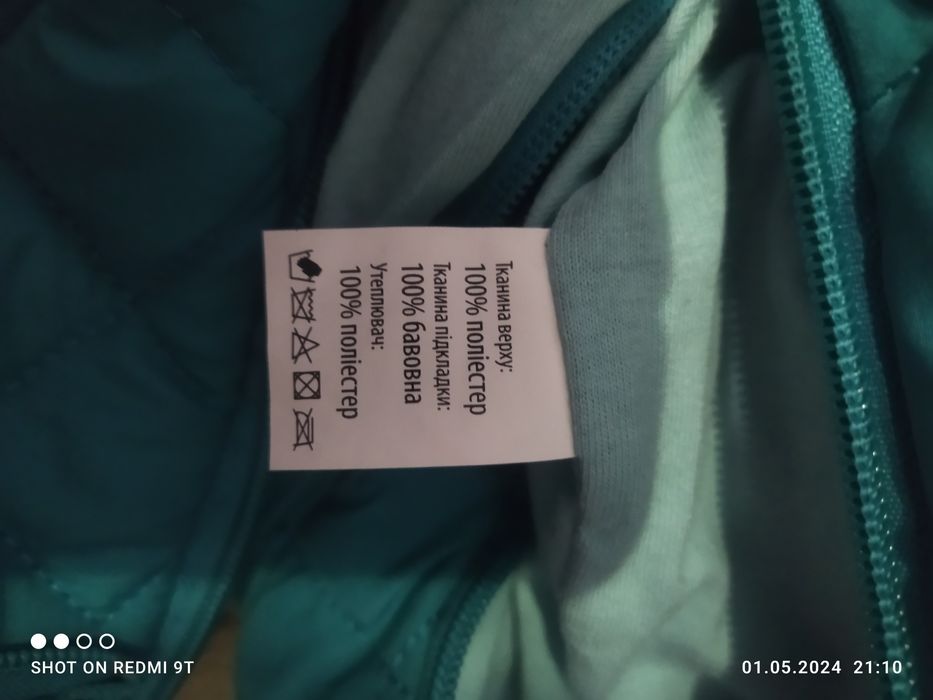 Тканина верху:
100% поліестер
Тканина підкладки:
100% бавовна
Утеплювач:
100% поліестер
SHOT ON REDMI 9T
01.05.2024 21:10